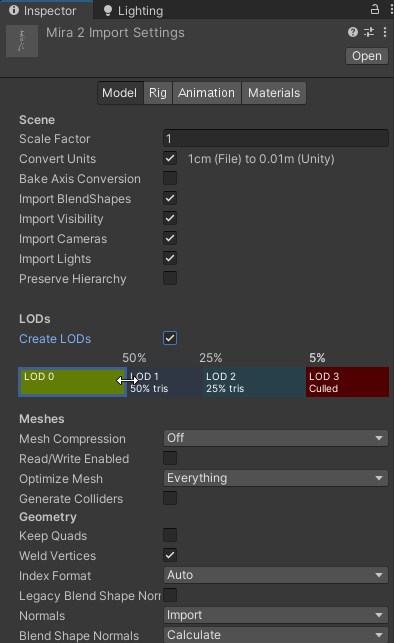 Inspector Lighting
Mira 2 Import Settings
Open
Model Rig Animation Materials
Scene
Scale Factor 1
Convert Units 1cm (File) to 0.01m (Unity)
Bake Axis Conversion
Import BlendShapes
Import Visibility
Import Cameras
Import Lights
Preserve Hierarchy
LODs
Create LODs
50% 25% 5%
LOD 0 LOD 1 LOD 2 LOD 3
50% tris 25% tris Culled
Meshes
Mesh Compression Off
Read/Write Enabled
Optimize Mesh Everything
Generate Colliders
Geometry
Keep Quads
Weld Vertices
Index Format Auto
Legacy Blend Shape Norr
Normals Import
Blend Shape Normals Calculate